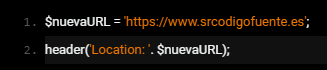 1. $nuevaURL = 'https://www.srcodigofuente.es';
2. header('Location: '. $nuevaURL);